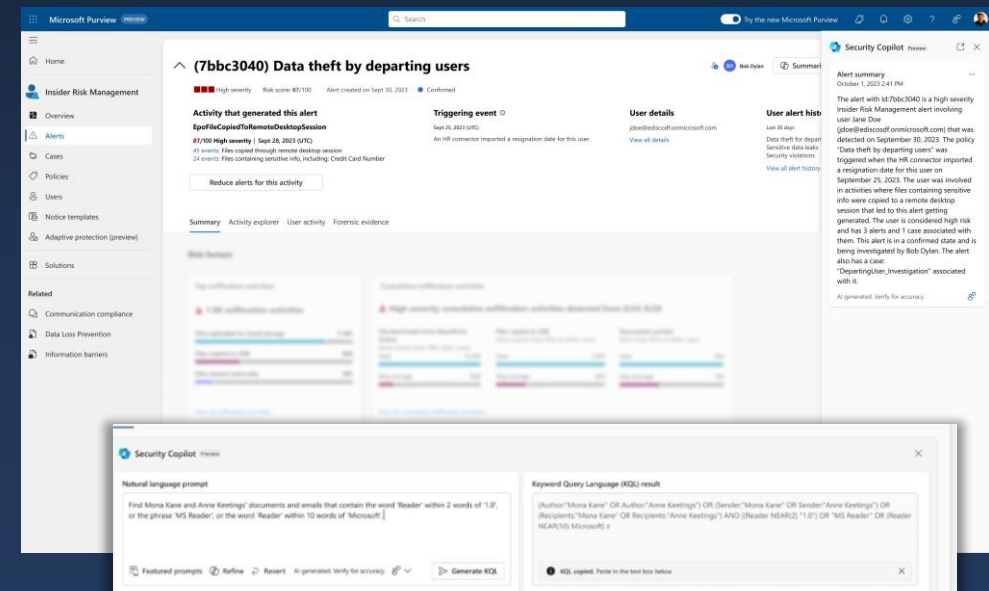 Microsoft Purview PREVIEW
Search
Try the new Microsoft Purview
Home
Insider Risk Management
Overview
Alerts
Cases
Policies
Users
Notice templates
Adaptive protection (preview)
Solutions
Related
Communication compliance
Data Loss Prevention
Information barriers
(7bbc3040) Data theft by departing users
Bob Dylan
Summari
High severity Risk score 87/100 Alert created on Sept 30, 2023 Confirmed
Activity that generated this alert
EpoFileCopiedToRemoteDesktopSession
87/100 High severity | Sept 28, 2023 (UTC)
45 events: Files copied through remote desktop session
24 events: Files containing sensitive info, including: Credit Card Number
Reduce alerts for this activity
Triggering event
Sept 25, 2023 (UTC)
An HR connector imported a resignation date for this user
User details
jdoe@ediscosdf.onmicrosoft.com
View all details
User alert histo
Last 30 days
Data theft for depart
Sensitive data leaks
Security violations
View all alert history
Summary Activity explorer User activity Forensic evidence
Risk factors
Security Copilot Preview
Alert summary
October 1, 2023 2:41 PM
The alert with Id:7bbc3040 is a high severity
Insider Risk Management alert involving
user Jane Doe
(jdoe@ediscosdf.onmicrosoft.com) that was
detected on September 30, 2023. The policy
"Data theft by departing users" was
triggered when the HR connector imported
a resignation date for this user on
September 25, 2023. The user was involved
in activities where files containing sensitive
info were copied to a remote desktop
session that led to this alert getting
generated. The user is considered high risk
and has 3 alerts and 1 case associated with
them. This alert is in a confirmed state and is
being investigated by Bob Dylan. The alert
also has a case:
"DepartingUser_Investigation" associated
with it.
AI generated. Verify for accuracy.
Security Copilot Preview
Natural language prompt
Find Mona Kane and Anne Keetings' documents and emails that contain the word 'Reader' within 2 words of '1.0',
or the phrase 'MS Reader', or the word 'Reader' within 10 words of 'Microsoft'.
Featured prompts Refine Revert AI generated. Verify for accuracy. Generate KQL
Keyword Query Language (KQL) result
(Author:"Mona Kane" OR Author:"Anne Keetings") OR (Sender:"Mona Kane" OR Sender:"Anne Keetings") OR
(Recipients:"Mona Kane" OR Recipients:"Anne Keetings") AND ((Reader NEAR(2) "1.0") OR "MS Reader" OR (Reader
NEAR(10) Microsoft) z
KQL copied. Paste in the text box below